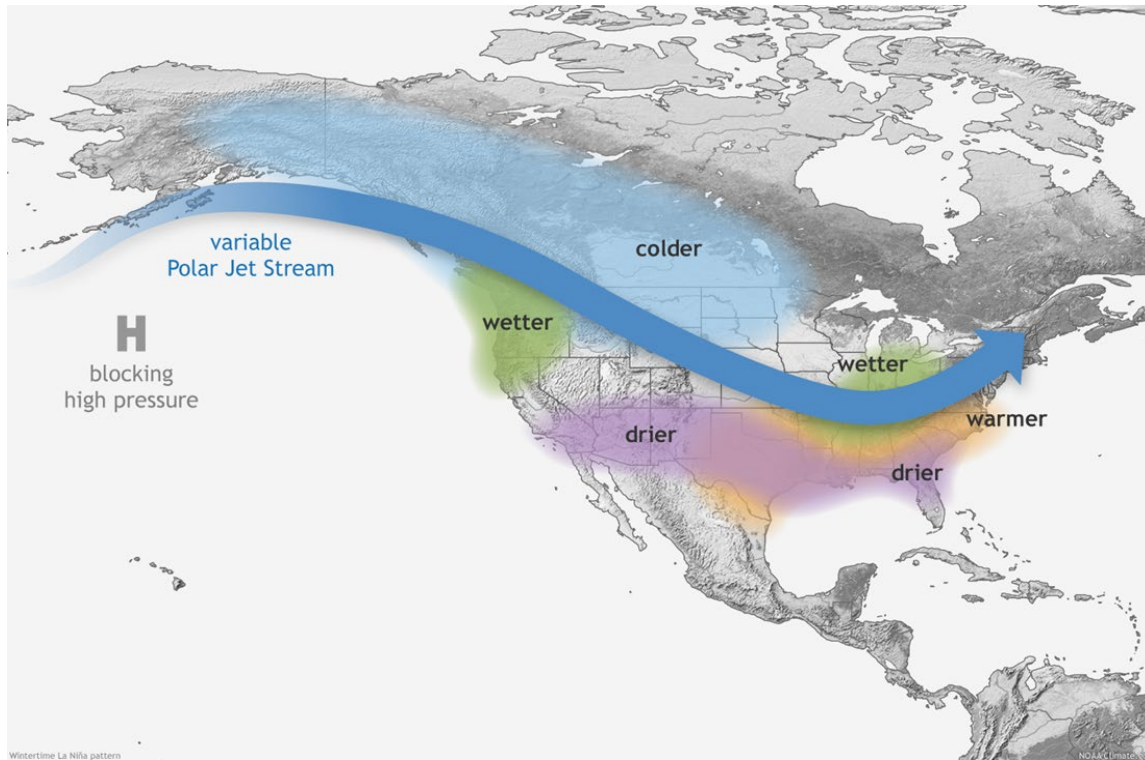 variable
Polar Jet Stream
colder
H
wetter
blocking
high pressure
wetter
warmer
drier
drier
Wintertime La Niña pattern
NOAA Climate.